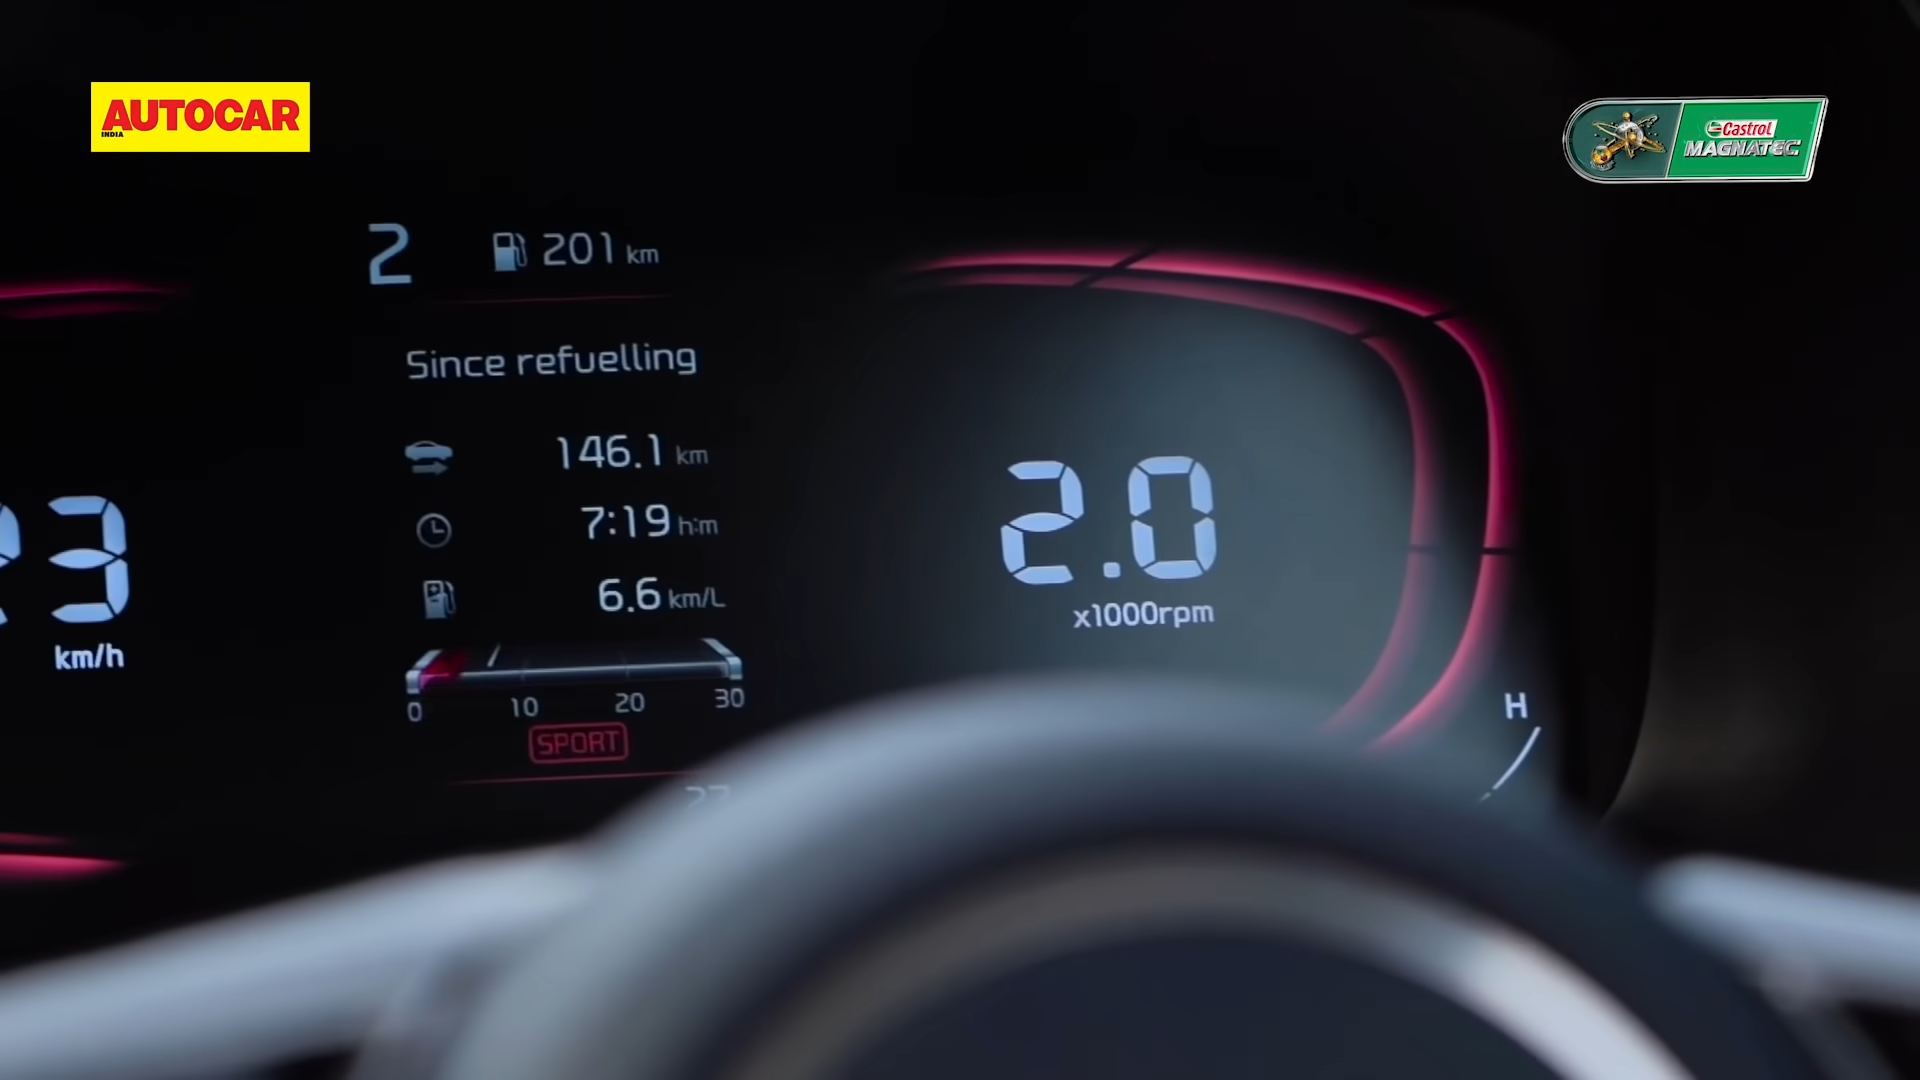 AUTOCAR
INDIA
Castrol
MAGNATEC
2 201 km
Since refuelling
146.1 km
7:19 h:m
6.6 km/L
0 10 20 30
SPORT
3
km/h
2.0
x1000rpm
H